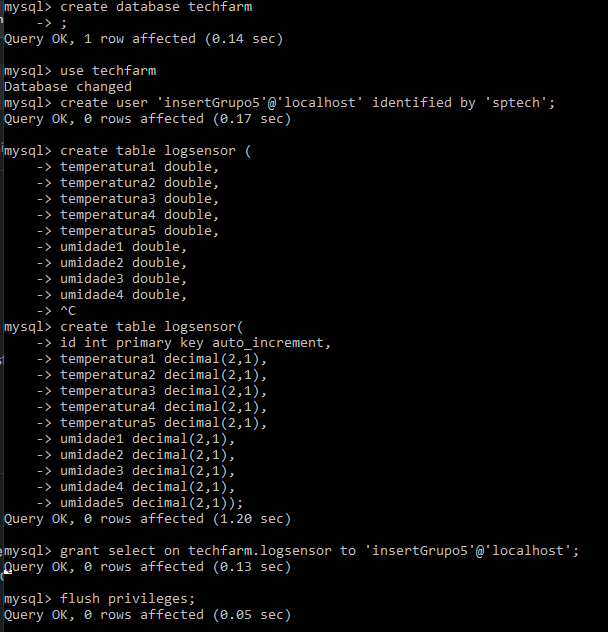 mysql> create database techfarm
    -> ;
Query OK, 1 row affected (0.14 sec)
mysql> use techfarm
Database changed
mysql> create user 'insertGrupo5'@'localhost' identified by 'sptech';
Query OK, 0 rows affected (0.17 sec)
mysql> create table logsensor (
    -> temperatura1 double,
    -> temperatura2 double,
    -> temperatura3 double,
    -> temperatura4 double,
    -> temperatura5 double,
    -> umidade1 double,
    -> umidade2 double,
    -> umidade3 double,
    -> umidade4 double,
    -> ^C
mysql> create table logsensor(
    -> id int primary key auto_increment,
    -> temperatura1 decimal(2,1),
    -> temperatura2 decimal(2,1),
    -> temperatura3 decimal(2,1),
    -> temperatura4 decimal(2,1),
    -> temperatura5 decimal(2,1),
    -> umidade1 decimal(2,1),
    -> umidade2 decimal(2,1),
    -> umidade3 decimal(2,1),
    -> umidade4 decimal(2,1),
    -> umidade5 decimal(2,1));
Query OK, 0 rows affected (1.20 sec)
mysql> grant select on techfarm.logsensor to 'insertGrupo5'@'localhost';
Query OK, 0 rows affected (0.13 sec)
mysql> flush privileges;
Query OK, 0 rows affected (0.05 sec)